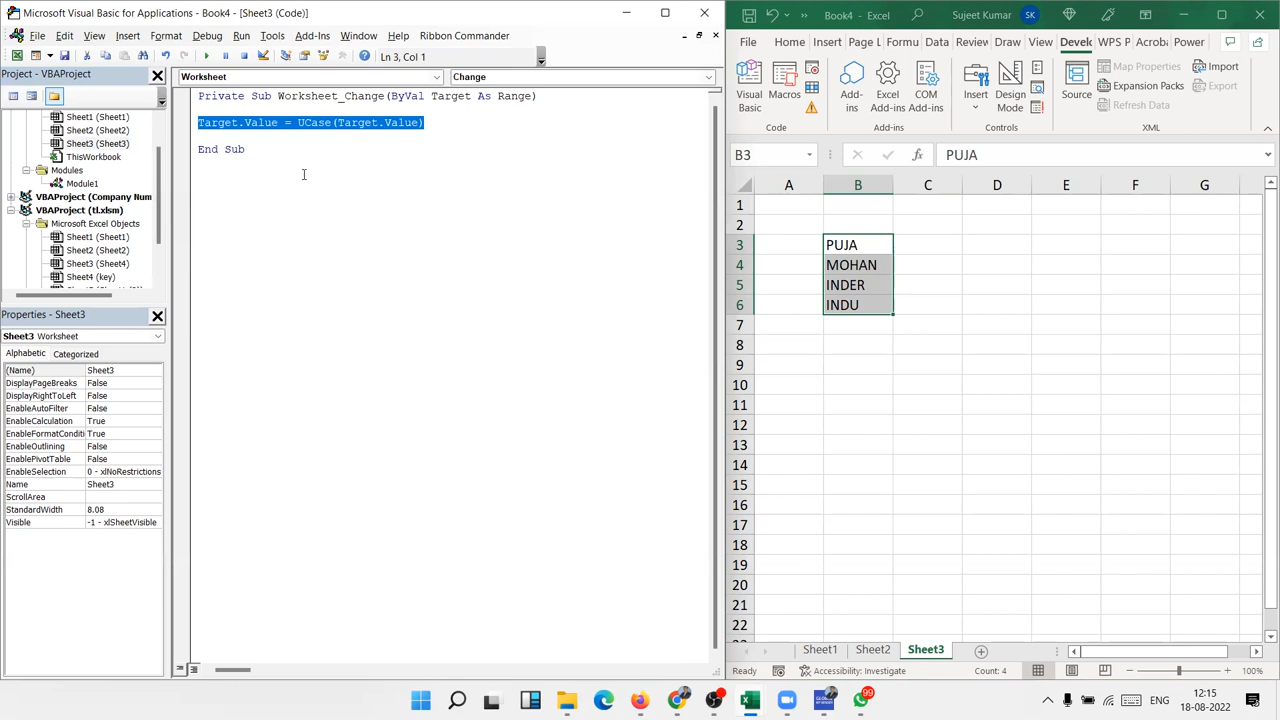 Microsoft Visual Basic for Applications - Book4 - [Sheet3 (Code)]
File Edit View Insert Format Debug Run Tools Add-Ins Window Help Ribbon Commander
Ln 3, Col 1
Project - VBAProject
Sheet1 (Sheet1)
Sheet2 (Sheet2)
Sheet3 (Sheet3)
ThisWorkbook
Modules
Module1
VBAProject (Company Num
VBAProject (tl.xlsm)
Microsoft Excel Objects
Sheet1 (Sheet1)
Sheet2 (Sheet2)
Sheet3 (Sheet4)
Sheet4 (key)
Properties - Sheet3
Sheet3 Worksheet
Alphabetic Categorized
(Name) Sheet3
DisplayPageBreaks False
DisplayRightToLeft False
EnableAutoFilter False
EnableCalculation True
EnableFormatConditi True
EnableOutlining False
EnablePivotTable False
EnableSelection 0 - xlNoRestrictions
Name Sheet3
ScrollArea
StandardWidth 8.08
Visible -1 - xlSheetVisible
Worksheet Change
Private Sub Worksheet_Change(ByVal Target As Range)
Target.Value = UCase(Target.Value)
End Sub
Book4 - Excel Sujeet Kumar SK
File Home Insert Page L Formu Data Review Draw View Devel WPS P Acroba Power
Visual Basic
Macros
Code
Add-ins
Excel Add-ins
COM Add-ins
Add-ins
Insert
Design Mode
Controls
Source
Map Properties
Expansion Packs
Refresh Data
Import
Export
XML
B3 fx PUJA
A B C D E F G
1
2
3 PUJA
4 MOHAN
5 INDER
6 INDU
7
8
9
10
11
12
13
14
15
16
17
18
19
20
21
22
Sheet1 Sheet2 Sheet3
Ready Accessibility: Investigate Count: 4 100%
99
ENG
12:15
18-08-2022